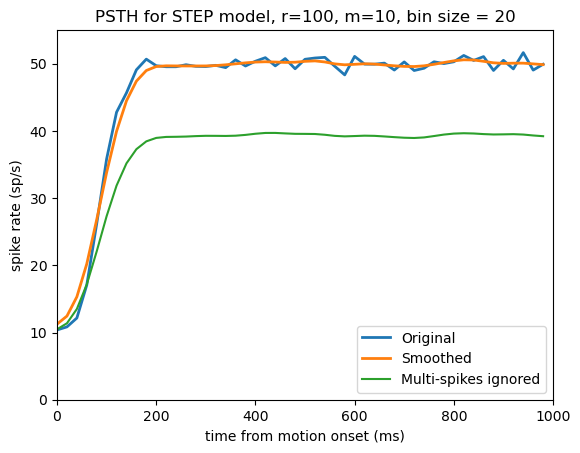 PSTH for STEP model, r=100, m=10, bin size = 20
spike rate (sp/s)
50
40
30
20
10
0
Original
Smoothed
Multi-spikes ignored
0 200 400 600 800 1000
time from motion onset (ms)